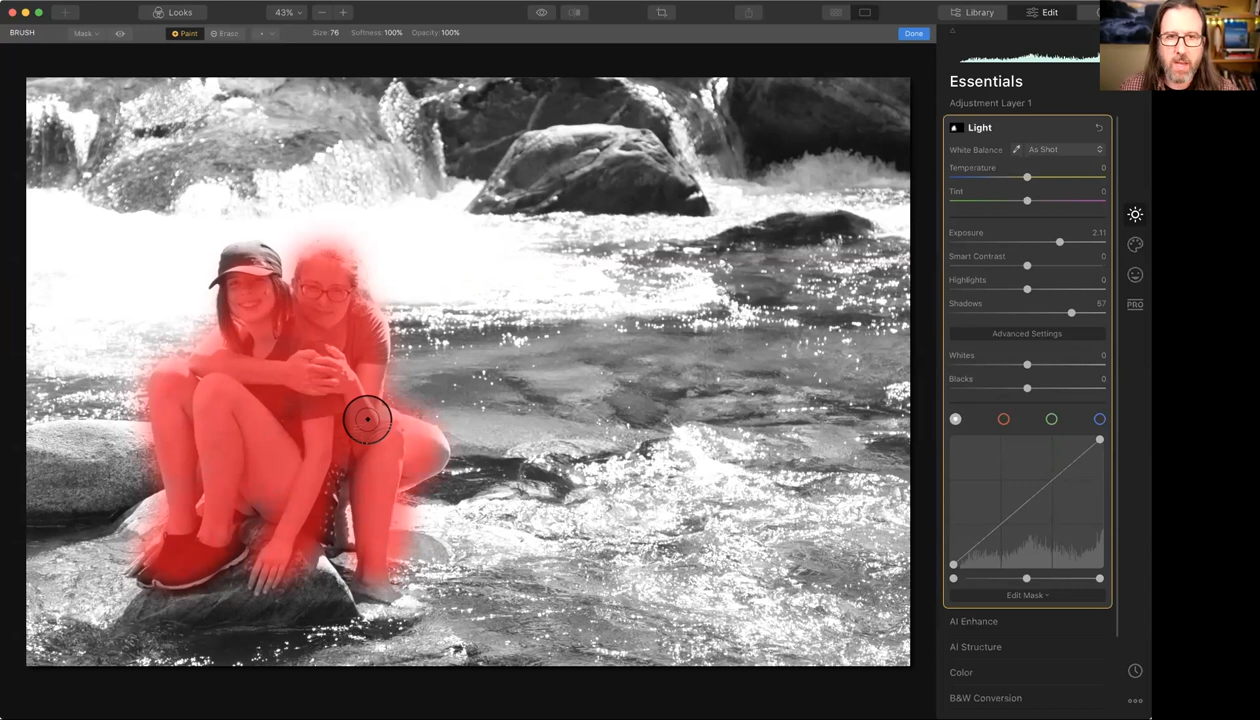 Looks
43%
Library
Edit
BRUSH
Mask
Paint
Erase
Size: 76
Softness: 100%
Opacity: 100%
Done
Essentials
Adjustment Layer 1
Light
White Balance
As Shot
Temperature 0
Tint 0
Exposure 2.11
Smart Contrast 0
Highlights 0
Shadows 57
Advanced Settings
Whites 0
Blacks 0
Edit Mask
AI Enhance
AI Structure
Color
B&W Conversion
PRO